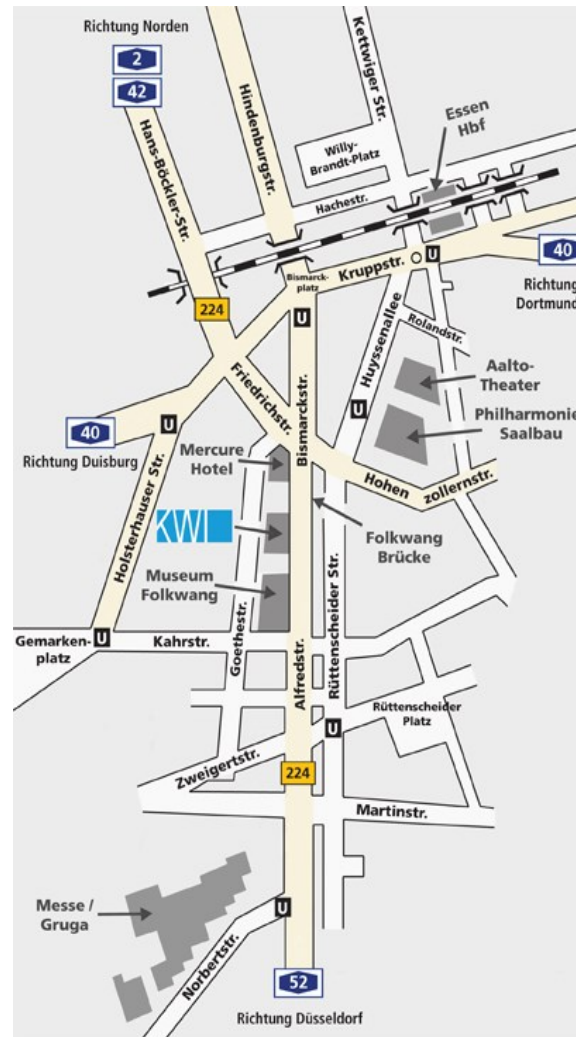 Richtung Norden
2
42
Hans-Böckler-Str.
Hindenburgstr.
Kettwiger Str.
Willy-
Brandt-Platz
Essen
Hbf
Hachestr.
Bismarck-
platz
Kruppstr.
U
40
Richtung
Dortmund
224
U
Friedrichstr.
Bismarckstr.
Huyssenallee
Rolandstr.
Aalto-
Theater
Philharmonie
Saalbau
U
U
40
Richtung Duisburg
Holsterhauser Str.
Mercure
Hotel
Hohen
zollernstr.
KWI
Folkwang
Brücke
Museum
Folkwang
Goethestr.
Rüttenscheider Str.
U
Gemarken-
platz
Kahrstr.
Alfredstr.
Rüttenscheider
Platz
U
Zweigertstr.
224
Martinstr.
Messe /
Gruga
U
Norbertstr.
52
Richtung Düsseldorf